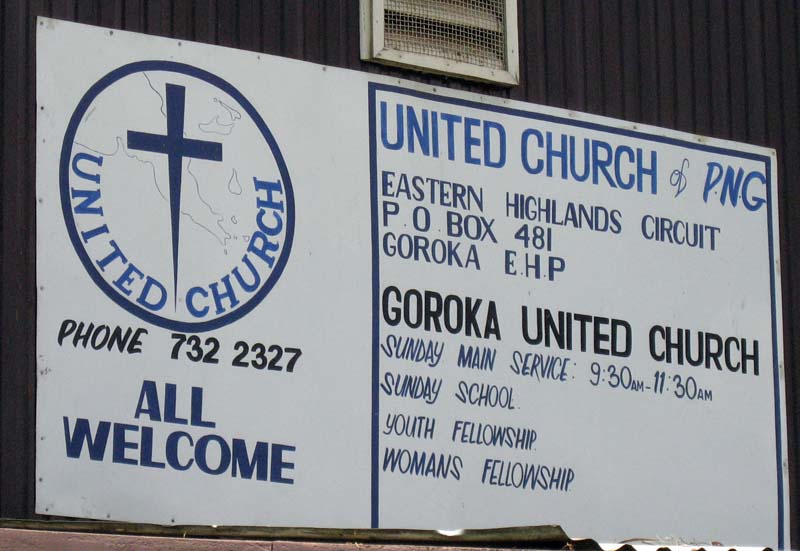 UNITED CHURCH
PHONE 732 2327
ALL
WELCOME
UNITED CHURCH of P.N.G
EASTERN HIGHLANDS CIRCUIT
P.O. BOX 481
GOROKA E.H.P
GOROKA UNITED CHURCH
SUNDAY MAIN SERVICE: 9:30AM-11:30AM
SUNDAY SCHOOL.
YOUTH FELLOWSHIP.
WOMANS FELLOWSHIP.